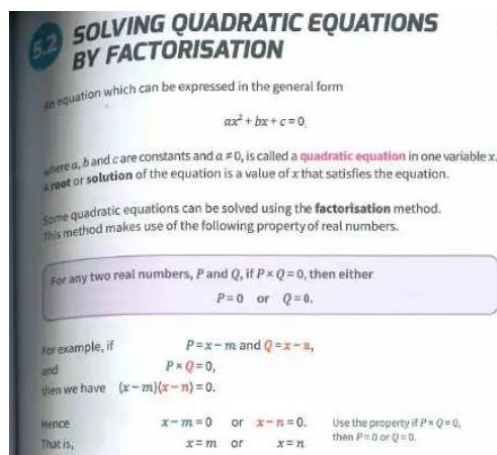 5.2 SOLVING QUADRATIC EQUATIONS
BY FACTORISATION
An equation which can be expressed in the general form
ax² + bx + c = 0,
where a, b and c are constants and a ≠ 0, is called a quadratic equation in one variable x.
A root or solution of the equation is a value of x that satisfies the equation.
Some quadratic equations can be solved using the factorisation method.
This method makes use of the following property of real numbers.
For any two real numbers, P and Q, if P × Q = 0, then either
P = 0 or Q = 0.
For example, if P = x − m and Q = x − n,
and P × Q = 0,
then we have (x − m)(x − n) = 0.
Hence x − m = 0 or x − n = 0. Use the property if P × Q = 0,
then P = 0 or Q = 0.
That is, x = m or x = n